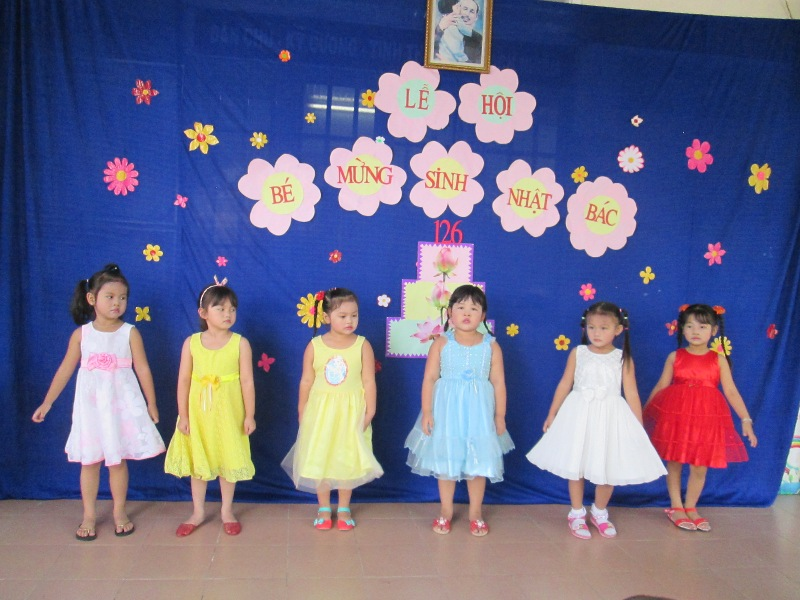 LỄ HỘI
BÉ MỪNG SINH NHẬT BÁC
126